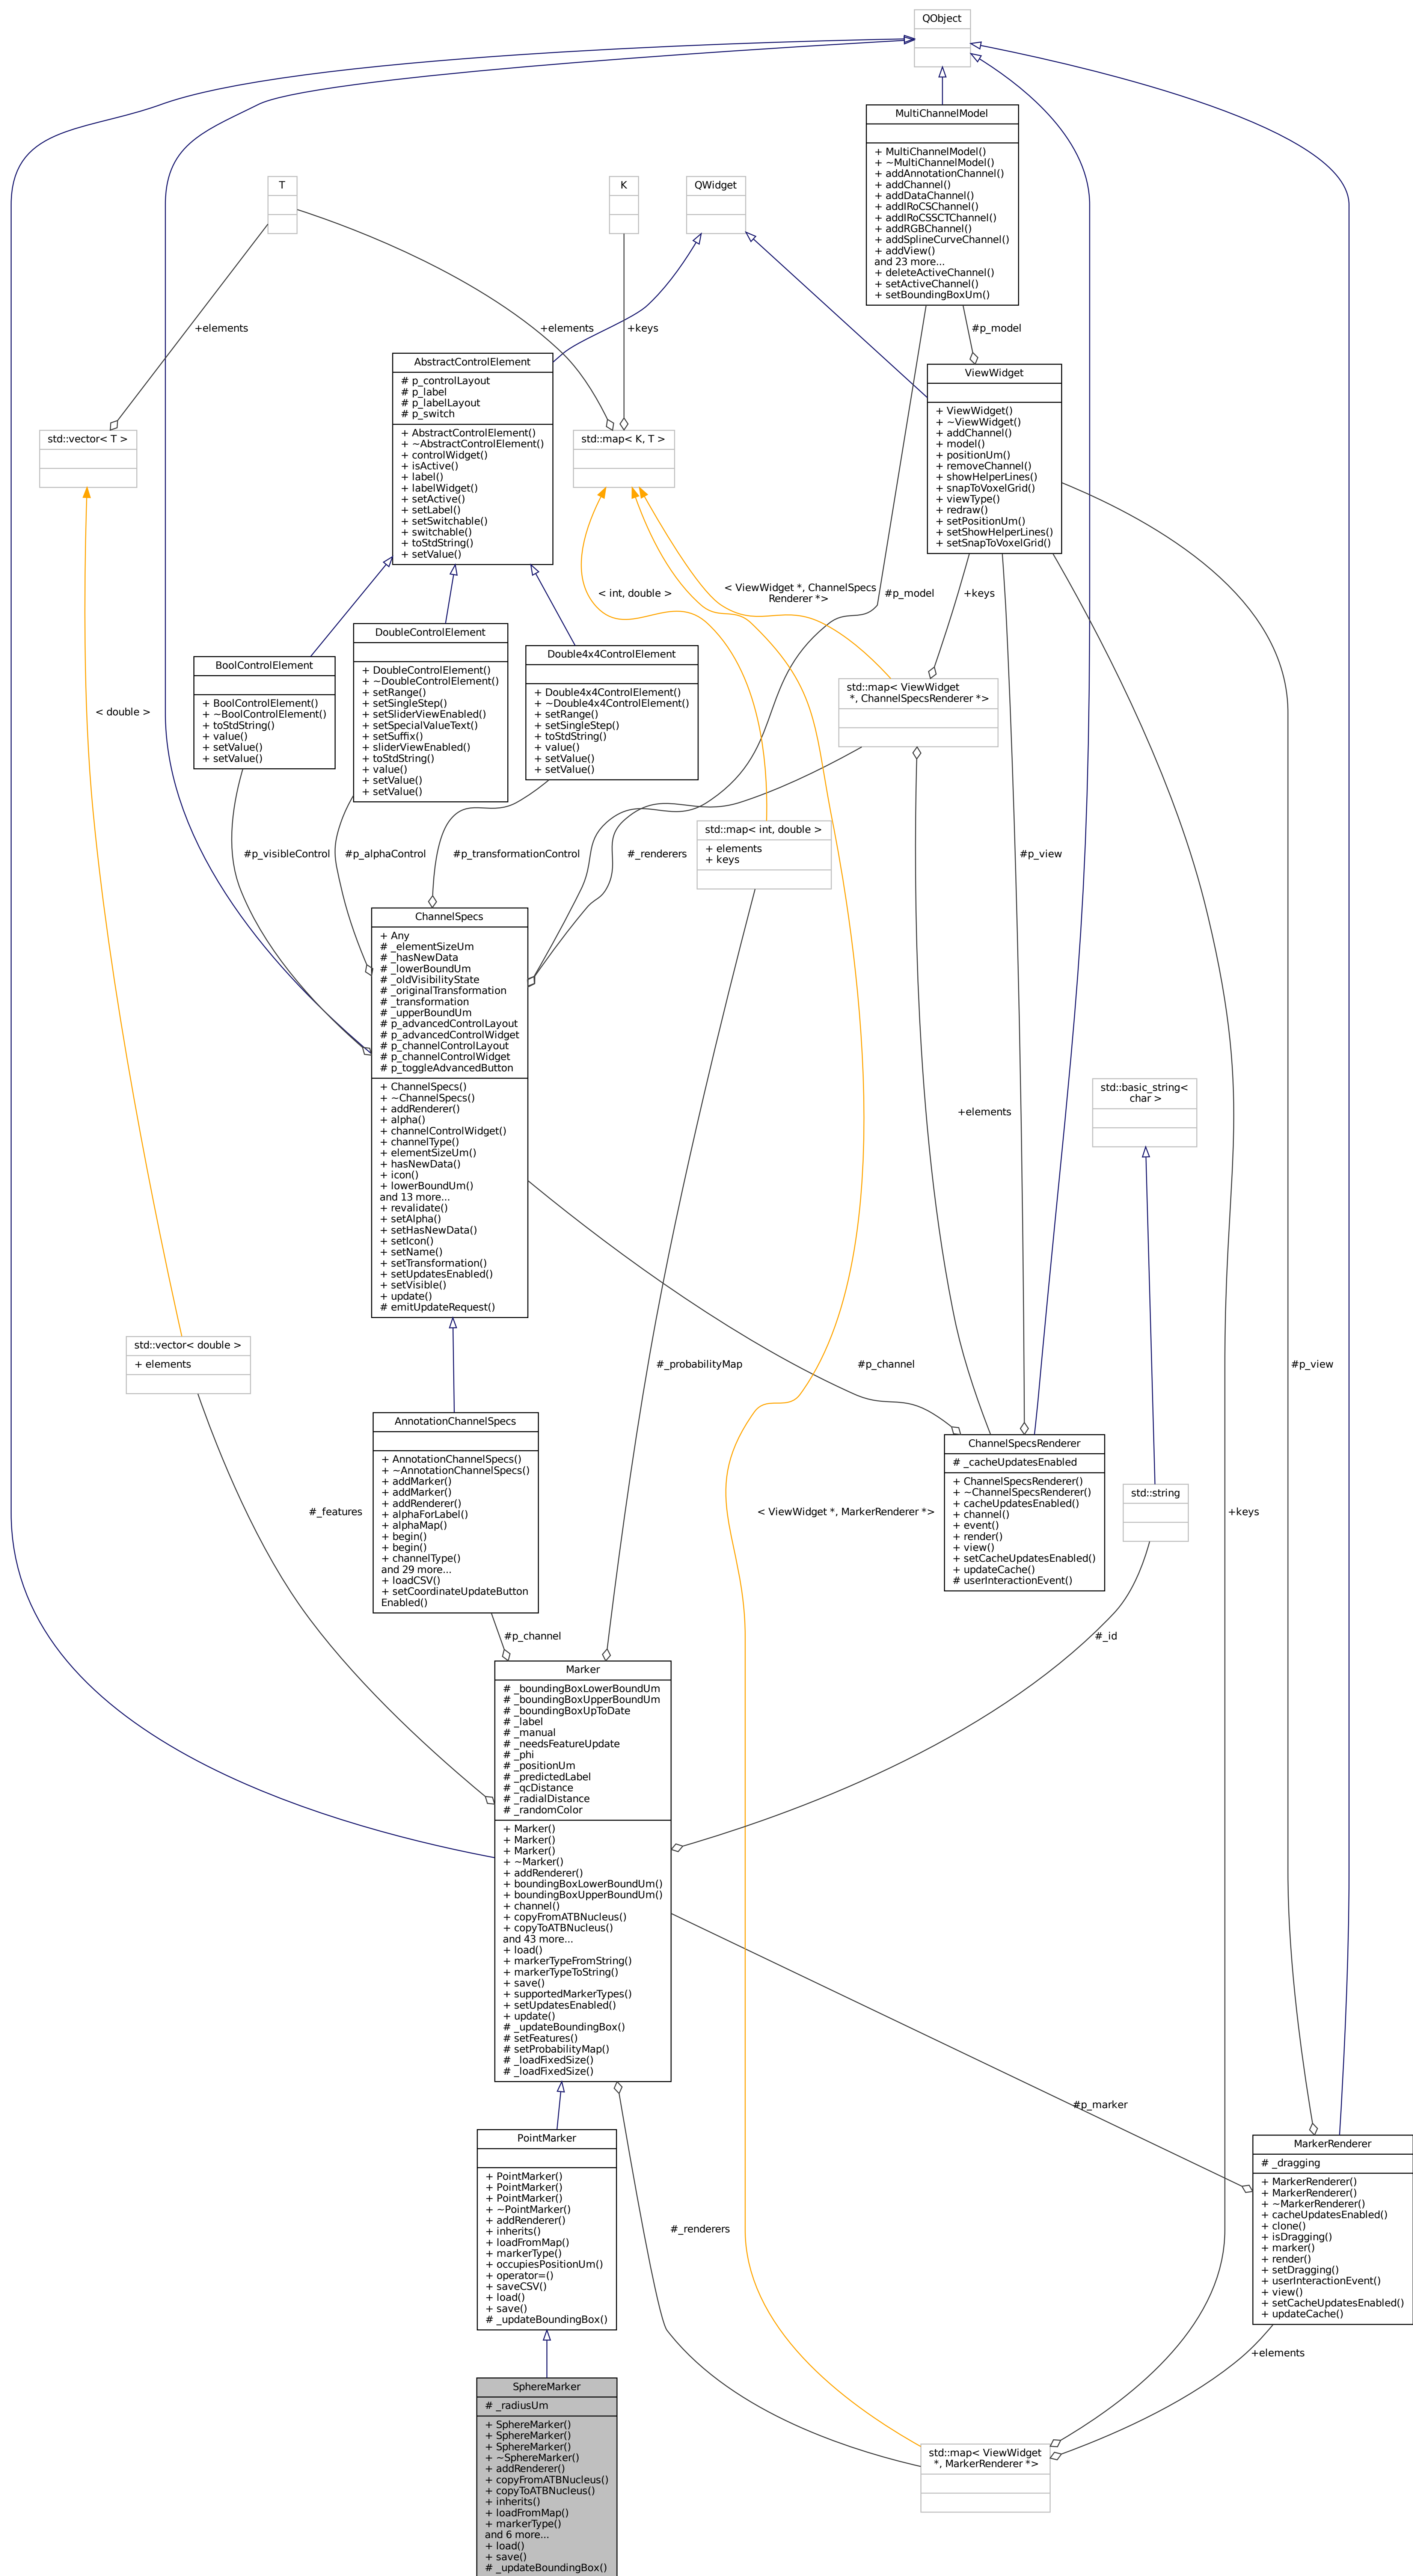 QObject
MultiChannelModel
+ MultiChannelModel()
+ ~MultiChannelModel()
+ addAnnotationChannel()
+ addChannel()
+ addDataChannel()
+ addIRoCSChannel()
+ addIRoCSSCTChannel()
+ addRGBChannel()
+ addSplineCurveChannel()
+ addView()
and 23 more...
+ deleteActiveChannel()
+ setActiveChannel()
+ setBoundingBoxUm()
T
K
QWidget
+elements
+elements
+keys
#p_model
AbstractControlElement
# p_controlLayout
# p_label
# p_labelLayout
# p_switch
+ AbstractControlElement()
+ ~AbstractControlElement()
+ controlWidget()
+ isActive()
+ label()
+ labelWidget()
+ setActive()
+ setLabel()
+ setSwitchable()
+ switchable()
+ toStdString()
+ setValue()
ViewWidget
+ ViewWidget()
+ ~ViewWidget()
+ addChannel()
+ model()
+ positionUm()
+ removeChannel()
+ showHelperLines()
+ snapToVoxelGrid()
+ viewType()
+ redraw()
+ setPositionUm()
+ setShowHelperLines()
+ setSnapToVoxelGrid()
std::vector< T >
std::map< K, T >
< int, double >
< ViewWidget *, ChannelSpecs
Renderer *>
#p_model
+keys
BoolControlElement
+ BoolControlElement()
+ ~BoolControlElement()
+ toStdString()
+ value()
+ setValue()
+ setValue()
DoubleControlElement
+ DoubleControlElement()
+ ~DoubleControlElement()
+ setRange()
+ setSingleStep()
+ setSliderViewEnabled()
+ setSpecialValueText()
+ setSuffix()
+ sliderViewEnabled()
+ toStdString()
+ value()
+ setValue()
+ setValue()
Double4x4ControlElement
+ Double4x4ControlElement()
+ ~Double4x4ControlElement()
+ setRange()
+ setSingleStep()
+ toStdString()
+ value()
+ setValue()
+ setValue()
std::map< ViewWidget
*, ChannelSpecsRenderer *>
< double >
std::map< int, double >
+ elements
+ keys
#p_visibleControl
#p_alphaControl
#p_transformationControl
#_renderers
#p_view
ChannelSpecs
+ Any
# _elementSizeUm
# _hasNewData
# _lowerBoundUm
# _oldVisibilityState
# _originalTransformation
# _transformation
# _upperBoundUm
# p_advancedControlLayout
# p_advancedControlWidget
# p_channelControlLayout
# p_channelControlWidget
# p_toggleAdvancedButton
+ ChannelSpecs()
+ ~ChannelSpecs()
+ addRenderer()
+ alpha()
+ channelControlWidget()
+ channelType()
+ elementSizeUm()
+ hasNewData()
+ icon()
+ lowerBoundUm()
and 13 more...
+ revalidate()
+ setAlpha()
+ setHasNewData()
+ setIcon()
+ setName()
+ setTransformation()
+ setUpdatesEnabled()
+ setVisible()
+ update()
# emitUpdateRequest()
+elements
std::basic_string<
char >
std::vector< double >
+ elements
#_probabilityMap
#p_channel
#p_view
AnnotationChannelSpecs
+ AnnotationChannelSpecs()
+ ~AnnotationChannelSpecs()
+ addMarker()
+ addMarker()
+ addRenderer()
+ alphaForLabel()
+ alphaMap()
+ begin()
+ begin()
+ channelType()
and 29 more...
+ loadCSV()
+ setCoordinateUpdateButton
Enabled()
ChannelSpecsRenderer
# _cacheUpdatesEnabled
+ ChannelSpecsRenderer()
+ ~ChannelSpecsRenderer()
+ cacheUpdatesEnabled()
+ channel()
+ event()
+ render()
+ view()
+ setCacheUpdatesEnabled()
+ updateCache()
# userInteractionEvent()
std::string
#_features
< ViewWidget *, MarkerRenderer *>
+keys
#p_channel
#_id
Marker
# _boundingBoxLowerBoundUm
# _boundingBoxUpperBoundUm
# _boundingBoxUpToDate
# _label
# _manual
# _needsFeatureUpdate
# _phi
# _positionUm
# _predictedLabel
# _qcDistance
# _radialDistance
# _randomColor
+ Marker()
+ Marker()
+ Marker()
+ ~Marker()
+ addRenderer()
+ boundingBoxLowerBoundUm()
+ boundingBoxUpperBoundUm()
+ channel()
+ copyFromATBNucleus()
+ copyToATBNucleus()
and 43 more...
+ load()
+ markerTypeFromString()
+ markerTypeToString()
+ save()
+ supportedMarkerTypes()
+ setUpdatesEnabled()
+ update()
# _updateBoundingBox()
# setFeatures()
# setProbabilityMap()
# _loadFixedSize()
# _loadFixedSize()
#p_marker
PointMarker
+ PointMarker()
+ PointMarker()
+ PointMarker()
+ ~PointMarker()
+ addRenderer()
+ inherits()
+ loadFromMap()
+ markerType()
+ occupiesPositionUm()
+ operator=()
+ saveCSV()
+ load()
+ save()
# _updateBoundingBox()
#_renderers
MarkerRenderer
# _dragging
+ MarkerRenderer()
+ MarkerRenderer()
+ ~MarkerRenderer()
+ cacheUpdatesEnabled()
+ clone()
+ isDragging()
+ marker()
+ render()
+ setDragging()
+ userInteractionEvent()
+ view()
+ setCacheUpdatesEnabled()
+ updateCache()
+elements
SphereMarker
# _radiusUm
+ SphereMarker()
+ SphereMarker()
+ SphereMarker()
+ ~SphereMarker()
+ addRenderer()
+ copyFromATBNucleus()
+ copyToATBNucleus()
+ inherits()
+ loadFromMap()
+ markerType()
and 6 more...
+ load()
+ save()
# _updateBoundingBox()
std::map< ViewWidget
*, MarkerRenderer *>